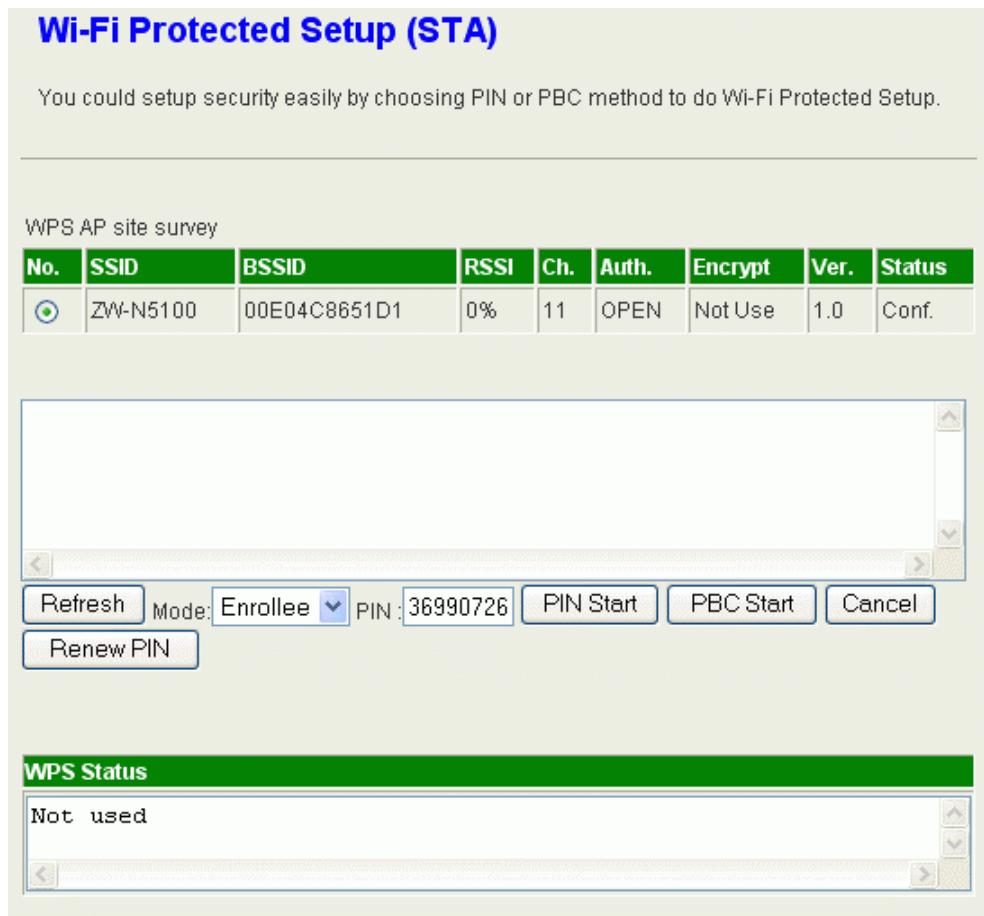 Wi-Fi Protected Setup (STA)
You could setup security easily by choosing PIN or PBC method to do Wi-Fi Protected Setup.
WPS AP site survey
No. SSID BSSID RSSI Ch. Auth. Encrypt Ver. Status
ZW-N5100 00E04C8651D1 0% 11 OPEN Not Use 1.0 Conf.
Refresh Mode: Enrollee PIN : 36990726 PIN Start PBC Start Cancel
Renew PIN
WPS Status
Not used